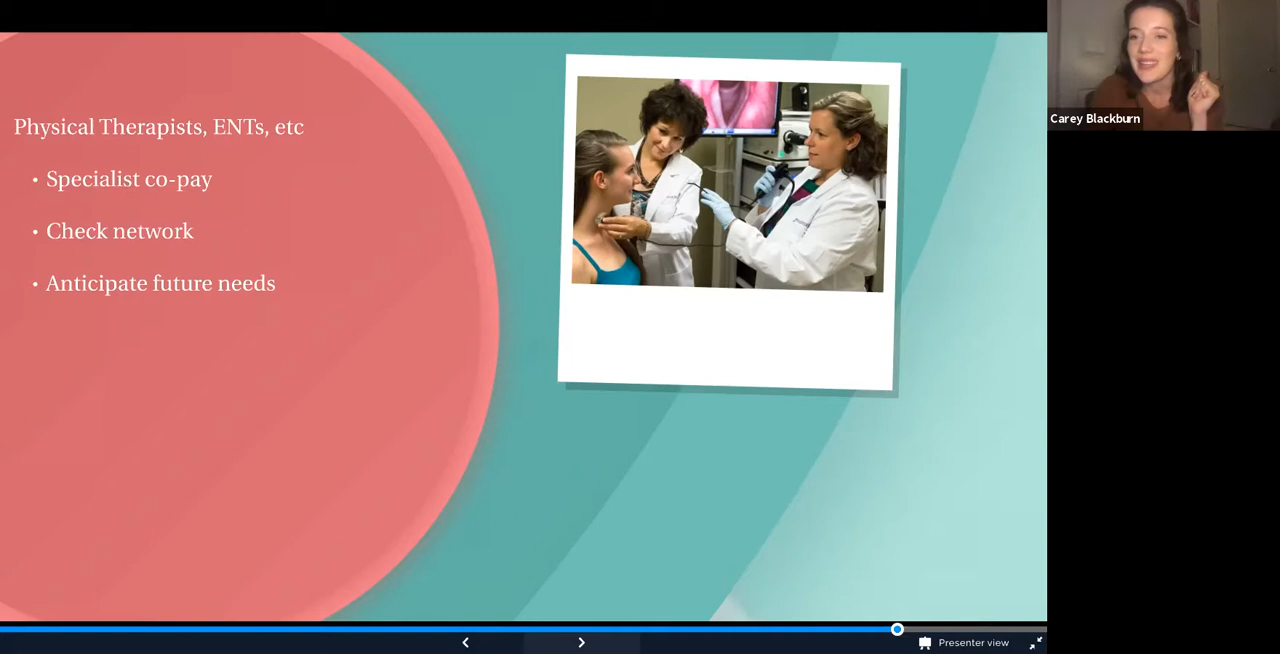 Physical Therapists, ENTs, etc
• Specialist co-pay
• Check network
• Anticipate future needs
Carey Blackburn
Presenter view